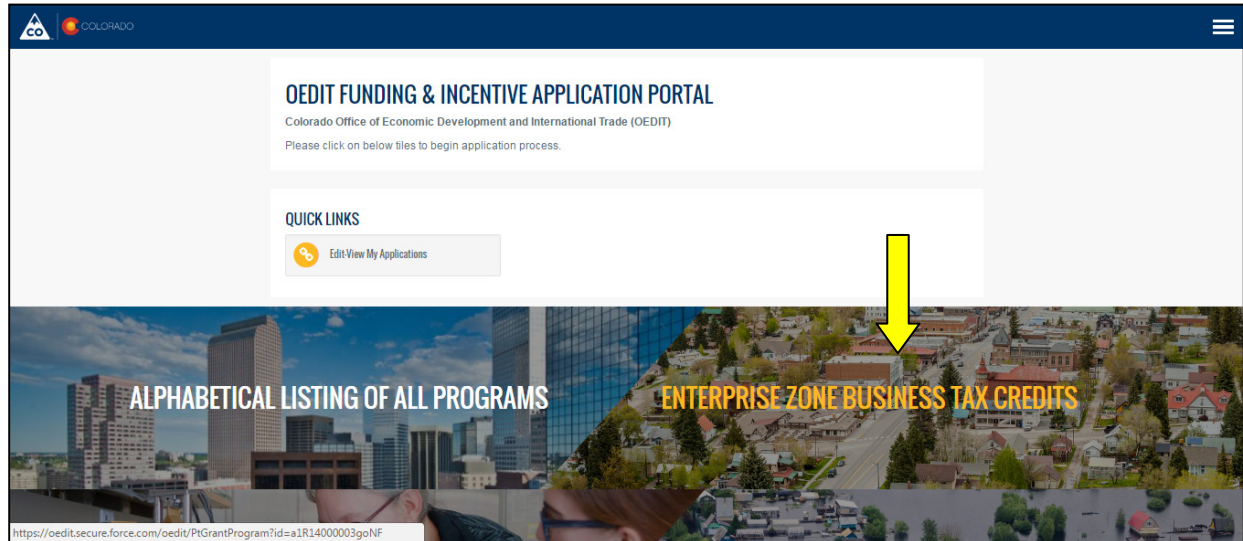 CO COLORADO
OEDIT FUNDING & INCENTIVE APPLICATION PORTAL
Colorado Office of Economic Development and International Trade (OEDIT)
Please click on below tiles to begin application process.
QUICK LINKS
Edit-View My Applications
ALPHABETICAL LISTING OF ALL PROGRAMS
ENTERPRISE ZONE BUSINESS TAX CREDITS
https://oedit.secure.force.com/oedit/PtGrantProgram?id=a1R14000003goNF